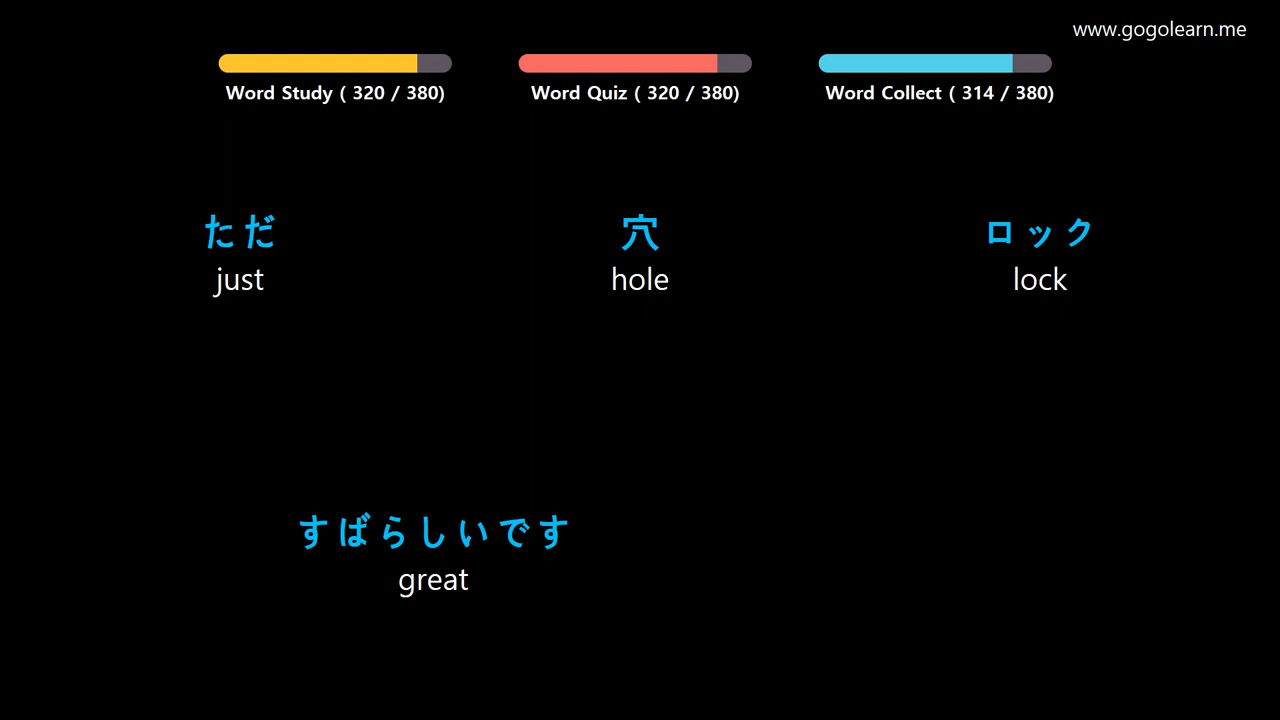 www.gogolearn.me
Word Study ( 320 / 380)
Word Quiz ( 320 / 380)
Word Collect ( 314 / 380)
ただ
just
穴
hole
ロック
lock
すばらしいです
great